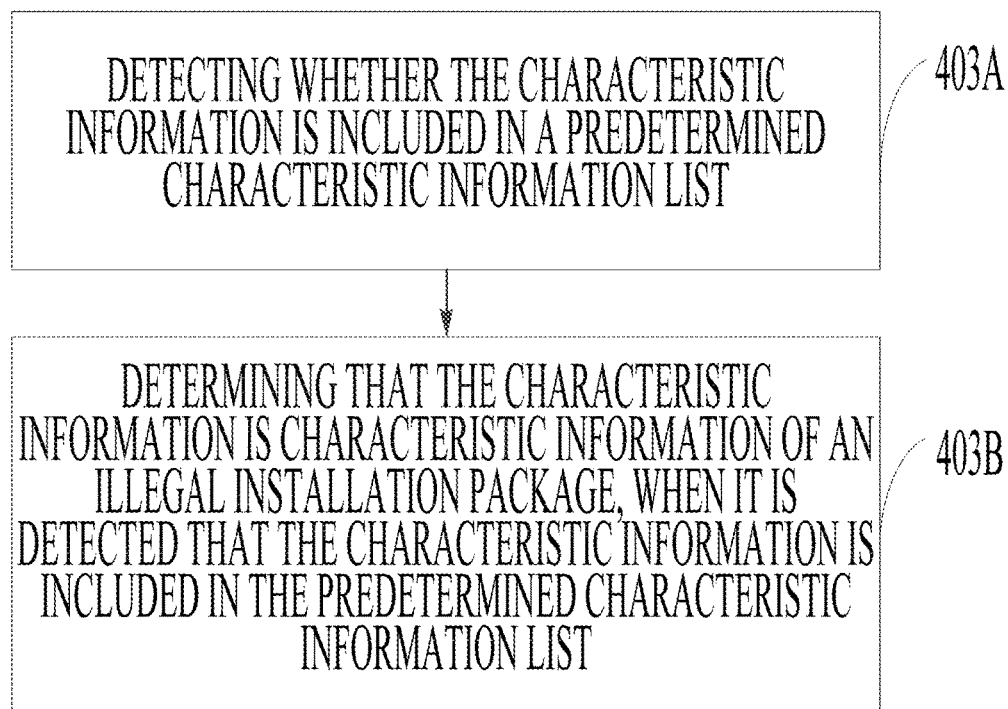 DETECTING WHETHER THE CHARACTERISTIC
INFORMATION IS INCLUDED IN A PREDETERMINED
CHARACTERISTIC INFORMATION LIST
403A
DETERMINING THAT THE CHARACTERISTIC
INFORMATION IS CHARACTERISTIC INFORMATION OF AN
ILLEGAL INSTALLATION PACKAGE, WHEN IT IS
DETECTED THAT THE CHARACTERISTIC INFORMATION IS
INCLUDED IN THE PREDETERMINED CHARACTERISTIC
INFORMATION LIST
403B